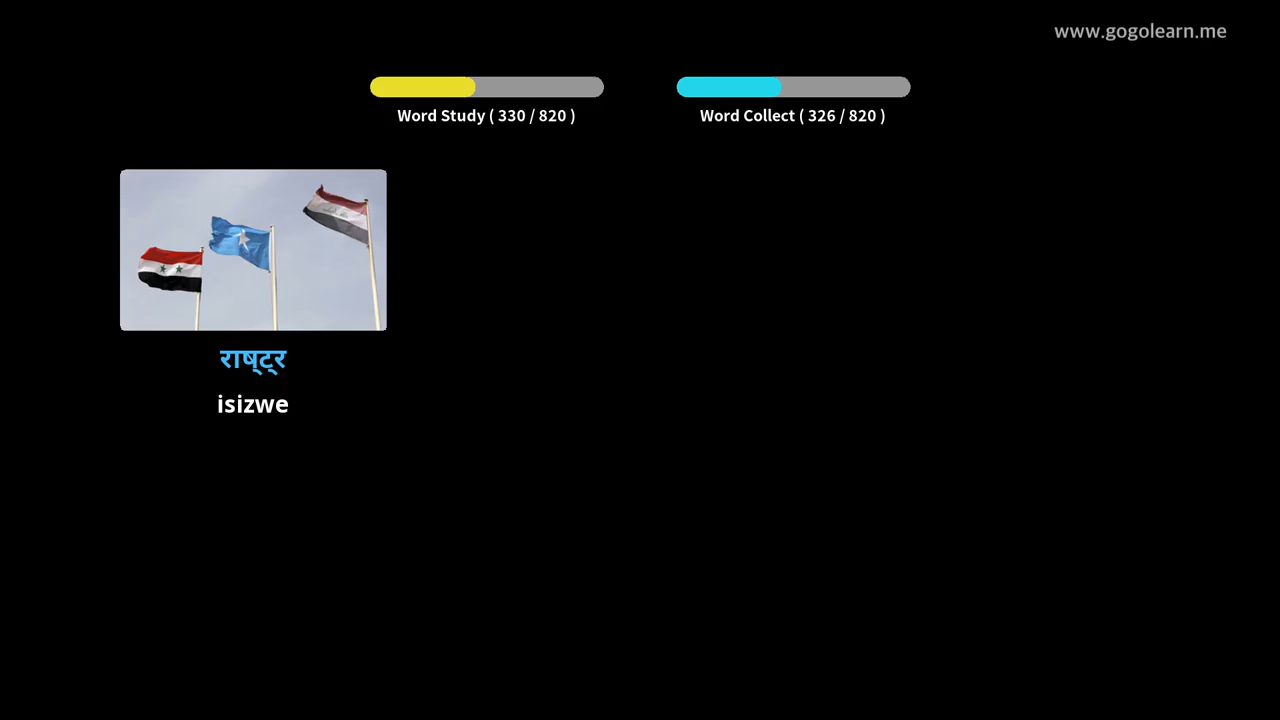 www.gogolearn.me
Word Study ( 330 / 820 )
Word Collect ( 326 / 820 )
राष्ट्र
isizwe